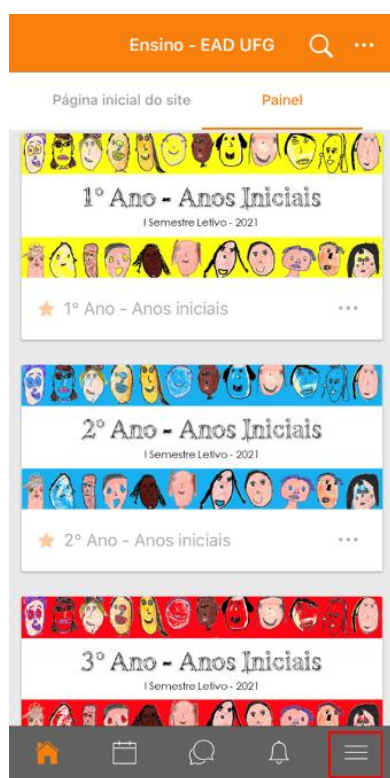 Ensino - EAD UFG
Página inicial do site
Painel
1º Ano - Anos Iniciais
I Semestre Letivo - 2021
1º Ano - Anos iniciais
2º Ano - Anos Iniciais
I Semestre Letivo - 2021
2º Ano - Anos iniciais
3º Ano - Anos Iniciais
I Semestre Letivo - 2021